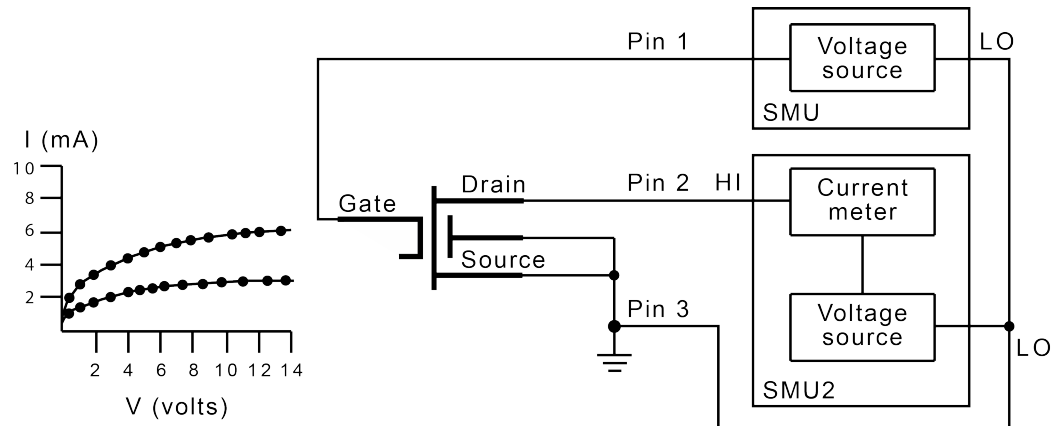 Pin 1
LO
Voltage
source
SMU
I (mA)
10
8
6
4
2
2 4 6 8 10 12 14
V (volts)
Gate
Drain
Source
Pin 2
HI
Current
meter
Pin 3
Voltage
source
LO
SMU2